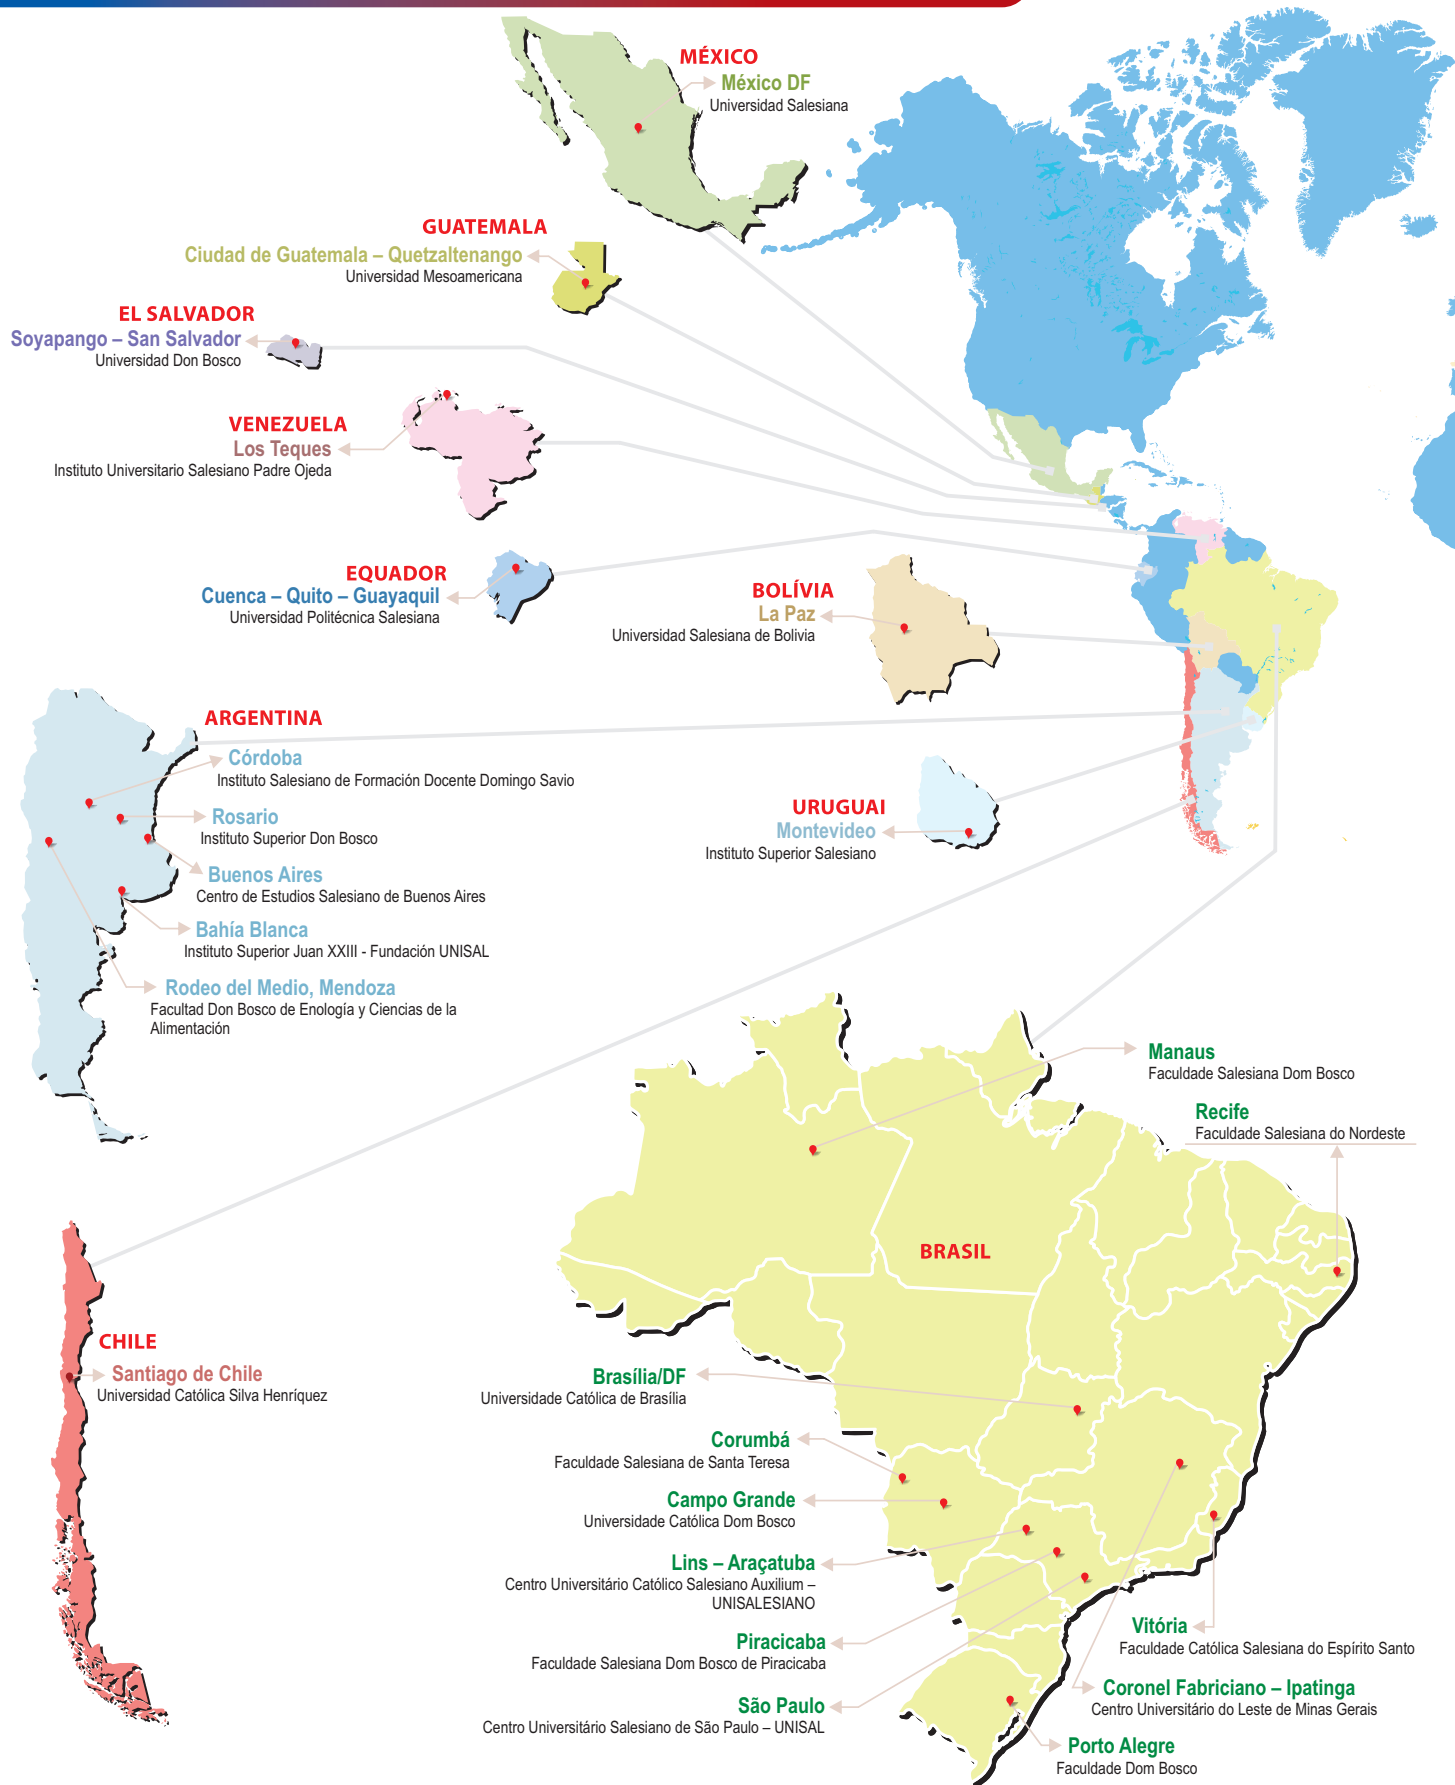 MÉXICO
México DF
Universidad Salesiana
GUATEMALA
Ciudad de Guatemala – Quetzaltenango
Universidad Mesoamericana
EL SALVADOR
Soyapango – San Salvador
Universidad Don Bosco
VENEZUELA
Los Teques
Instituto Universitario Salesiano Padre Ojeda
EQUADOR
Cuenca – Quito – Guayaquil
Universidad Politécnica Salesiana
BOLÍVIA
La Paz
Universidad Salesiana de Bolivia
ARGENTINA
Córdoba
Instituto Salesiano de Formación Docente Domingo Savio
Rosario
Instituto Superior Don Bosco
Buenos Aires
Centro de Estudios Salesiano de Buenos Aires
Bahía Blanca
Instituto Superior Juan XXIII - Fundación UNISAL
Rodeo del Medio, Mendoza
Facultad Don Bosco de Enología y Ciencias de la
Alimentación
URUGUAI
Montevideo
Instituto Superior Salesiano
CHILE
Santiago de Chile
Universidad Católica Silva Henríquez
BRASIL
Manaus
Faculdade Salesiana Dom Bosco
Recife
Faculdade Salesiana do Nordeste
Brasília/DF
Universidade Católica de Brasília
Corumbá
Faculdade Salesiana de Santa Teresa
Campo Grande
Universidade Católica Dom Bosco
Lins – Araçatuba
Centro Universitário Católico Salesiano Auxilium –
UNISALESIANO
Piracicaba
Faculdade Salesiana Dom Bosco de Piracicaba
São Paulo
Centro Universitário Salesiano de São Paulo – UNISAL
Vitória
Faculdade Católica Salesiana do Espírito Santo
Coronel Fabriciano – Ipatinga
Centro Universitário do Leste de Minas Gerais
Porto Alegre
Faculdade Dom Bosco